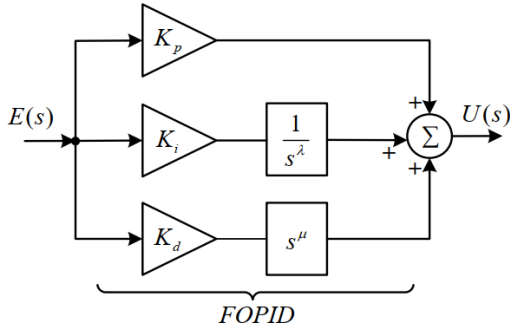 K_p
+
E(s)
K_i
1
s^λ
+
Σ
U(s)
+
K_d
s^μ
FOPID